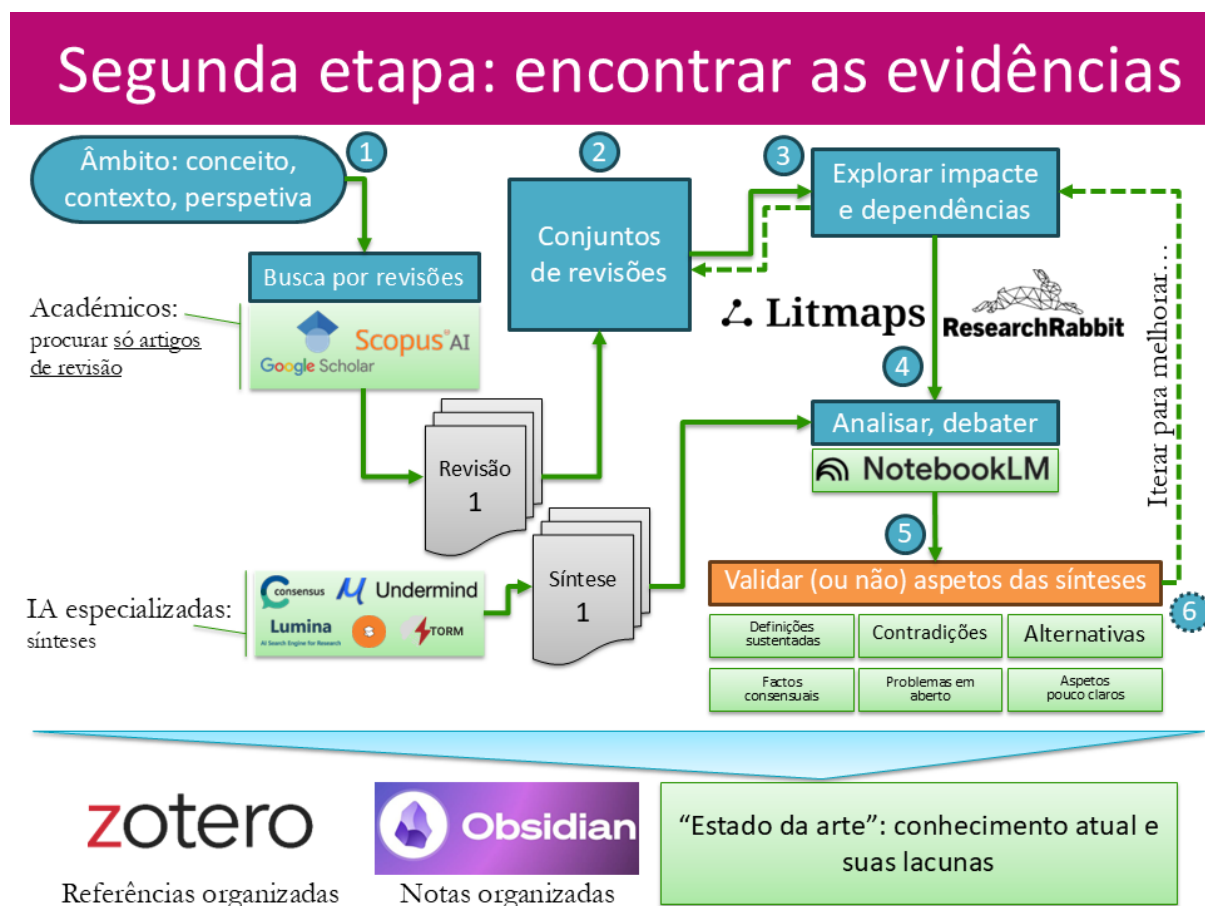 Segunda etapa: encontrar as evidências
Âmbito: conceito,
contexto, perspetiva
1
Busca por revisões
Académicos:
procurar só artigos
de revisão
Scopus AI
Google Scholar
Revisão
1
2
Conjuntos
de revisões
3
Explorar impacte
e dependências
Litmaps
ResearchRabbit
Iterar para melhorar...
4
Analisar, debater
NotebookLM
IA especializadas:
sínteses
Consensus
Undermind
Lumina
AI Search Engine for Research
STORM
Síntese
1
5
Validar (ou não) aspetos das sínteses
6
Definições
sustentadas
Contradições
Alternativas
Factos
consensuais
Problemas em
aberto
Aspetos
pouco claros
zotero
Referências organizadas
Obsidian
Notas organizadas
“Estado da arte”: conhecimento atual e
suas lacunas